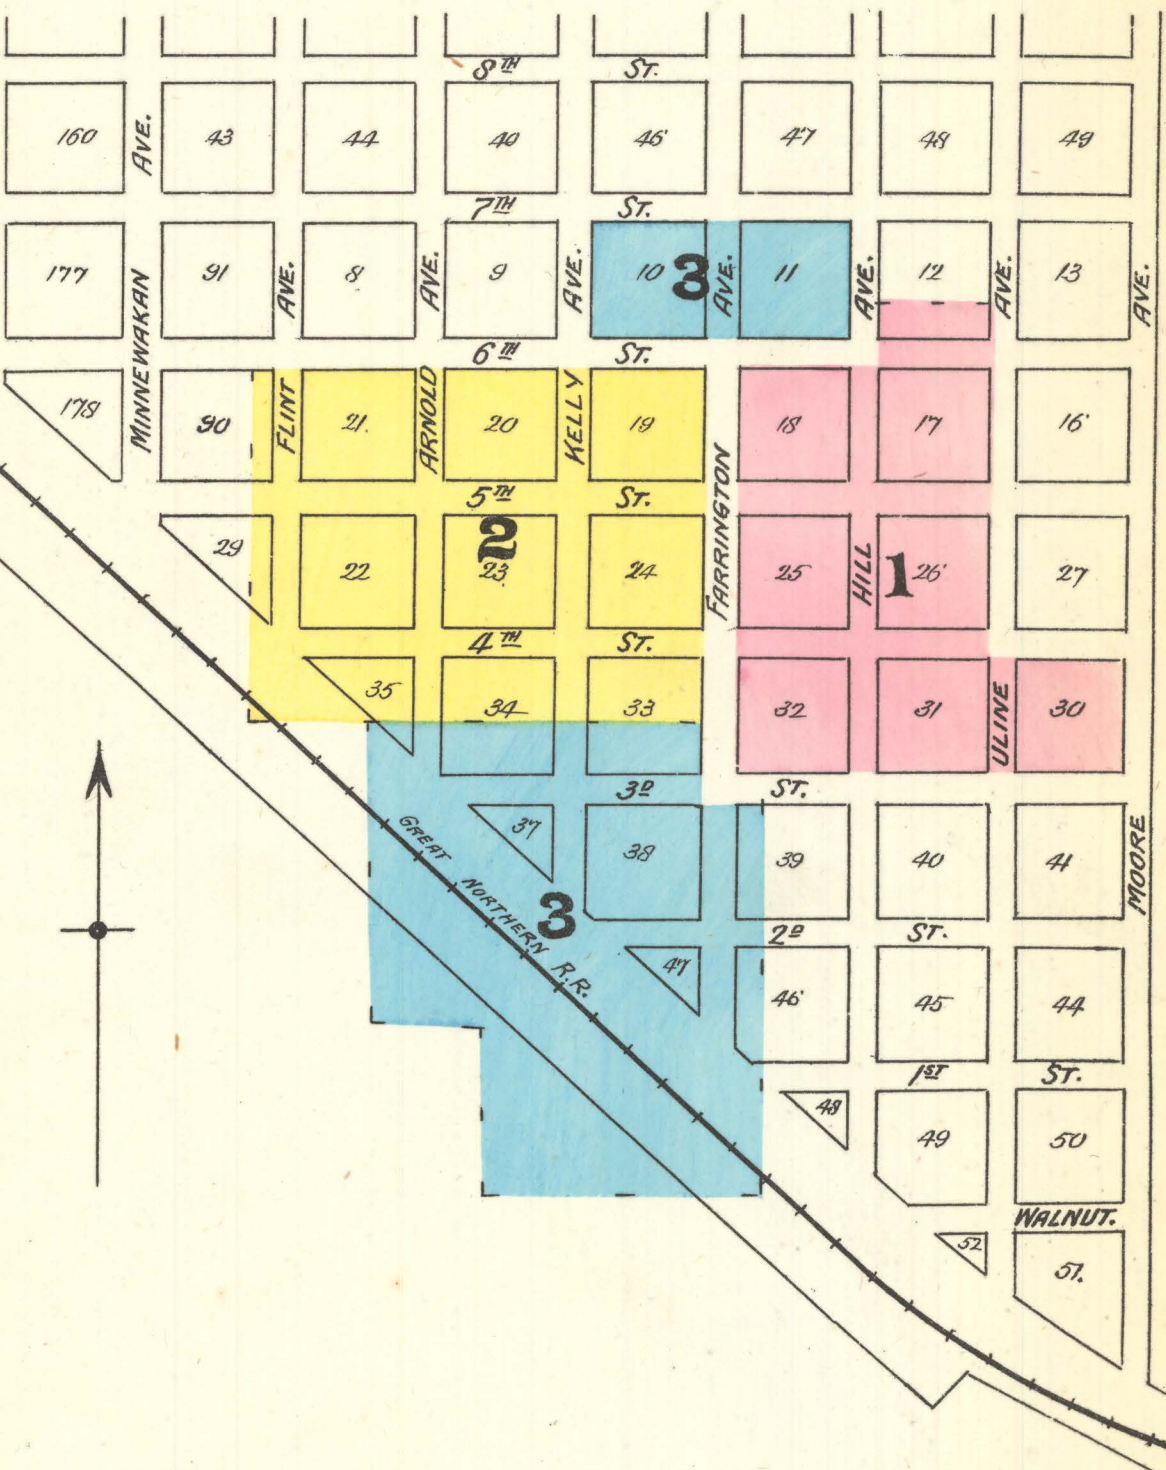 8TH ST.
160 43 44 40 46 47 48 49
AVE.
7TH ST.
177 91 8 9 10 3 11 12 13
MINNEWAKAN
AVE. AVE. AVE. AVE. AVE. AVE. AVE.
6TH ST.
178 90 21. 20 19 18 17 16
FLINT ARNOLD KELLY FARRINGTON
5TH ST.
2
29 22 23 24 25 HILL 1 26 27
4TH ST.
35 34 33 32 31 ULINE 30
3D ST.
37 38 39 40 41 MOORE
GREAT NORTHERN R.R.
3
2D ST.
47 46 45 44
1ST ST.
48 49 50
WALNUT.
52 51.